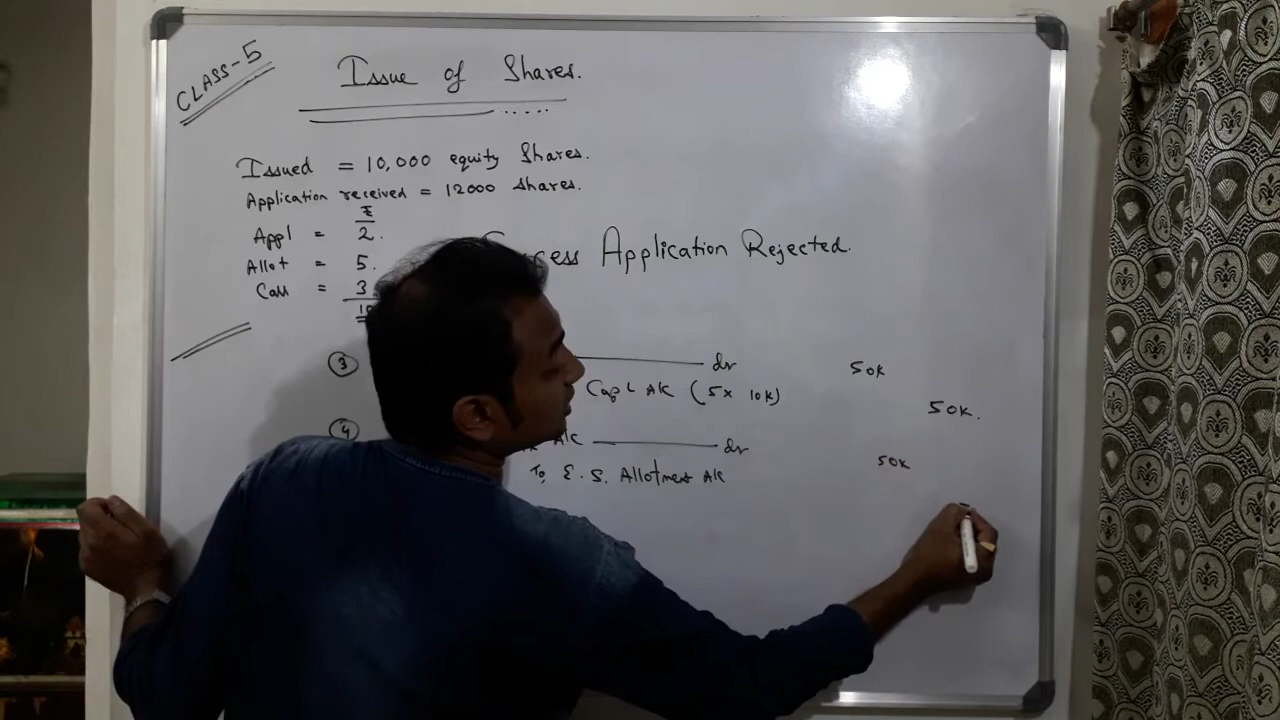 CLASS-5
Issue of Shares.
Issued = 10,000 equity Shares.
Application received = 12000 shares.
₹
Appl = 2.
Allot = 5.
Call = 3
10
Application Rejected.
③ dr 50K
Capl A/c (5x 10K) 50K.
④ A/c dr 50K
To E.S. Allotment A/c